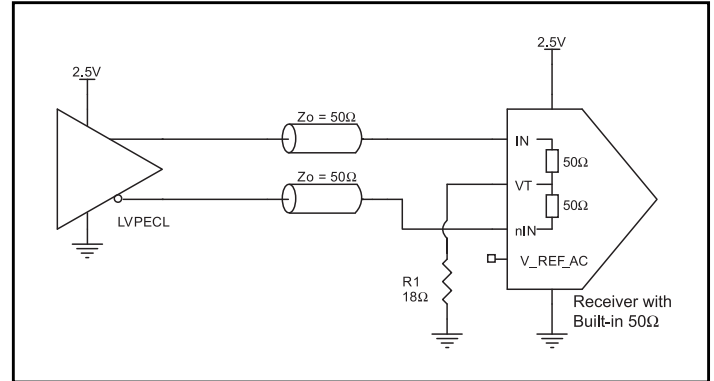 2.5V
2.5V
Zo = 50Ω
IN
50Ω
Zo = 50Ω
VT
50Ω
LVPECL
nIN
V_REF_AC
R1
18Ω
Receiver with
Built-in 50Ω